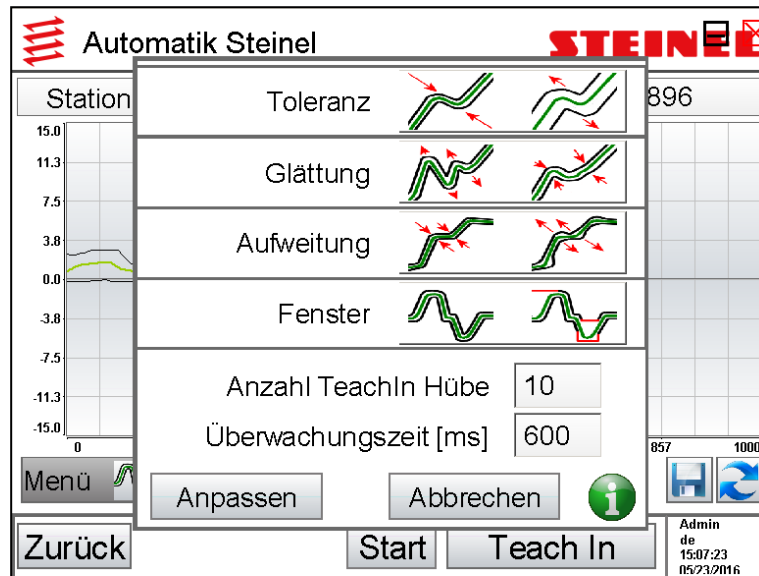 Automatik Steinel
STEINEL
Station
896
Toleranz
Glättung
Aufweitung
Fenster
Anzahl TeachIn Hübe 10
Überwachungszeit [ms] 600
Anpassen Abbrechen
15.0
11.3
7.5
3.8
0.0
-3.8
-7.5
-11.3
-15.0
0 857 1000
Menü
Zurück Start Teach In
Admin
de
15:07:23
05/23/2016